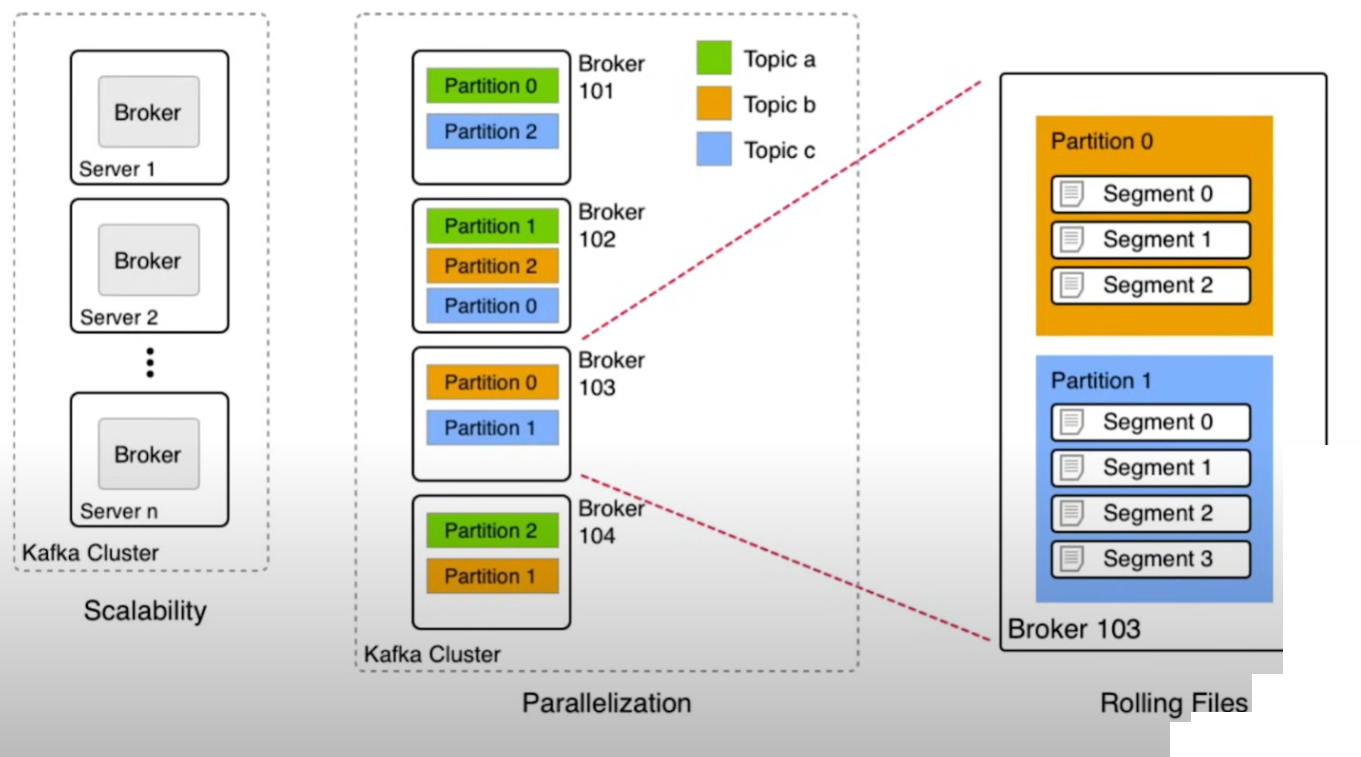 Broker
Server 1
Broker
Server 2
Broker
Server n
Kafka Cluster
Scalability
Partition 0
Partition 2
Broker
101
Partition 1
Partition 2
Partition 0
Broker
102
Partition 0
Partition 1
Broker
103
Partition 2
Partition 1
Broker
104
Kafka Cluster
Topic a
Topic b
Topic c
Parallelization
Partition 0
Segment 0
Segment 1
Segment 2
Partition 1
Segment 0
Segment 1
Segment 2
Segment 3
Broker 103
Rolling Files